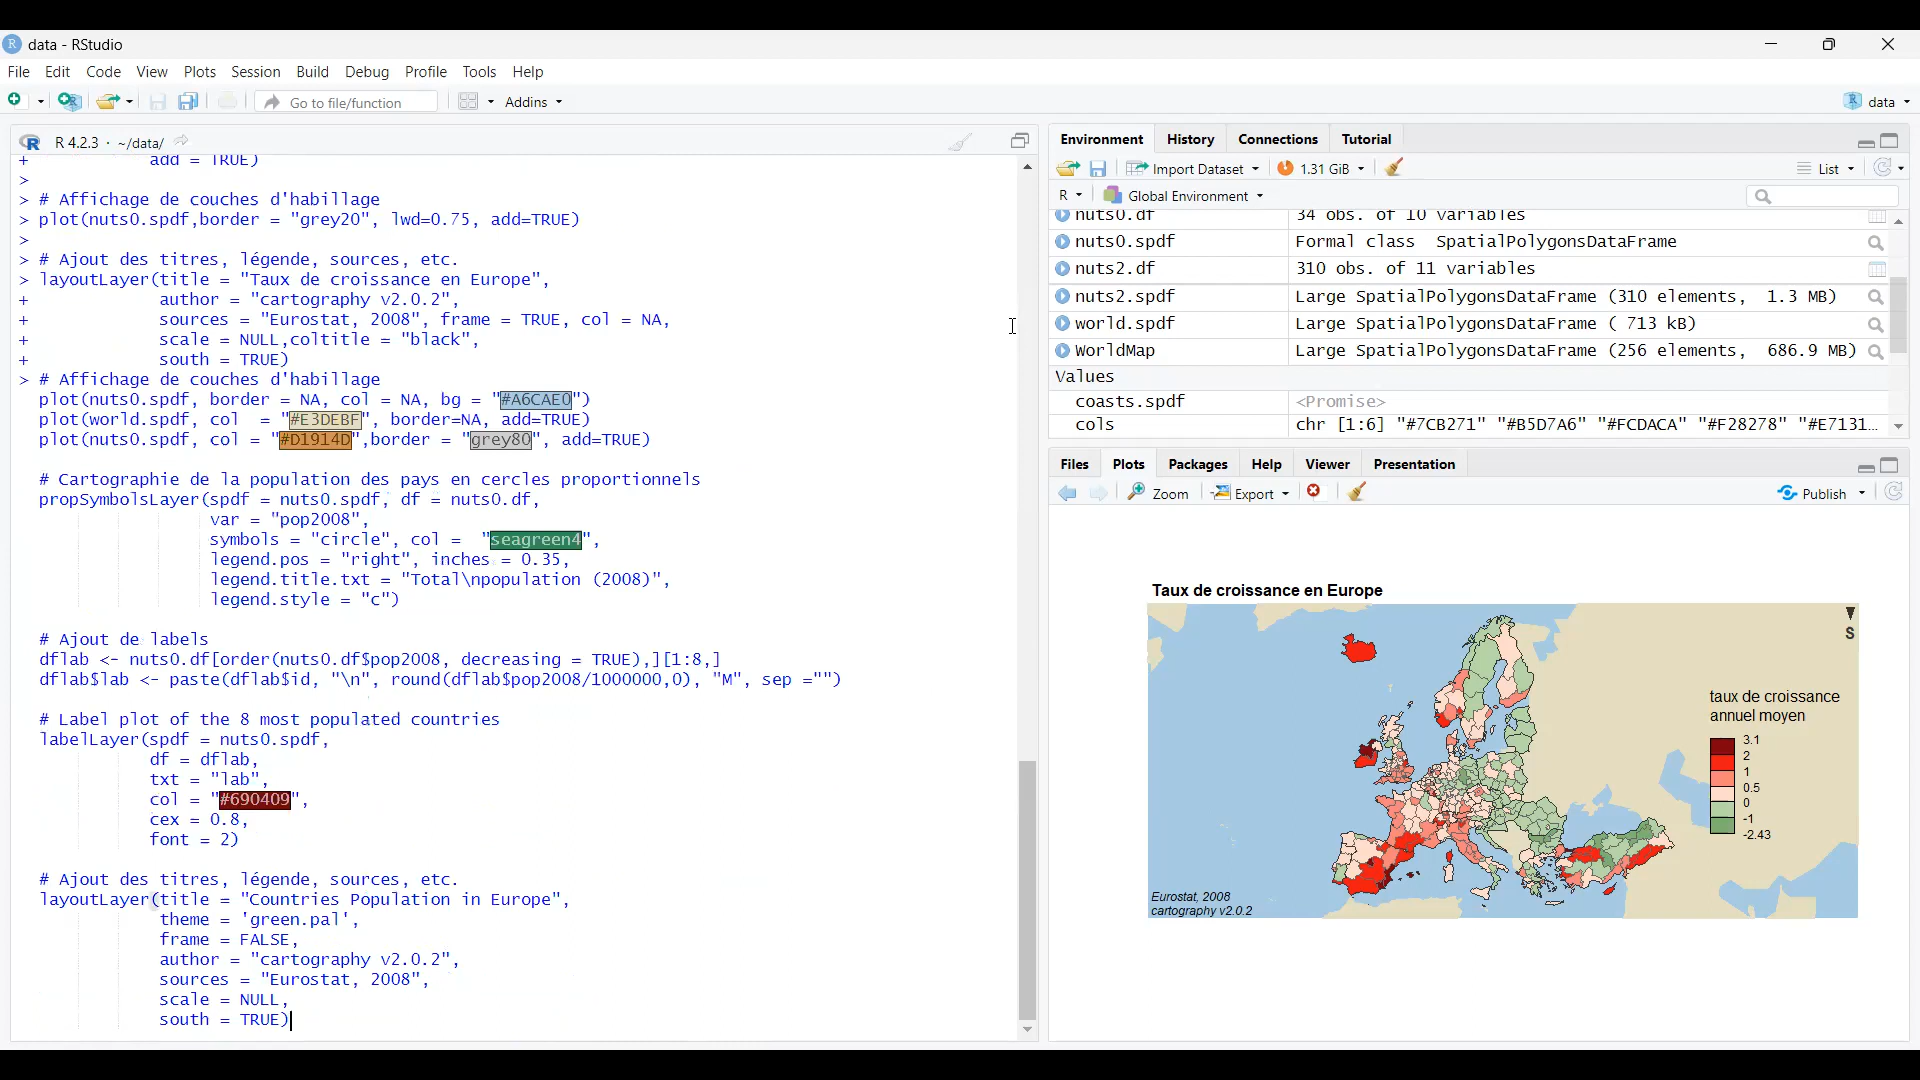 data - RStudio
File Edit Code View Plots Session Build Debug Profile Tools Help
Go to file/function
Addins
data
R 4.2.3 · ~/data/
+ add = TRUE)
>
> # Affichage de couches d'habillage
> plot(nuts0.spdf,border = "grey20", lwd=0.75, add=TRUE)
>
> # Ajout des titres, légende, sources, etc.
> layoutLayer(title = "Taux de croissance en Europe",
+ author = "cartography v2.0.2",
+ sources = "Eurostat, 2008", frame = TRUE, col = NA,
+ scale = NULL,coltitle = "black",
+ south = TRUE)
> # Affichage de couches d'habillage
plot(nuts0.spdf, border = NA, col = NA, bg = "#A6CAE0")
plot(world.spdf, col = "#E3DEBF", border=NA, add=TRUE)
plot(nuts0.spdf, col = "#D1914D",border = "grey80", add=TRUE)
# Cartographie de la population des pays en cercles proportionnels
propSymbolsLayer(spdf = nuts0.spdf, df = nuts0.df,
var = "pop2008",
symbols = "circle", col = "seagreen4",
legend.pos = "right", inches = 0.35,
legend.title.txt = "Total\npopulation (2008)",
legend.style = "c")
# Ajout de labels
dflab <- nuts0.df[order(nuts0.df$pop2008, decreasing = TRUE),][1:8,]
dflab$lab <- paste(dflab$id, "\n", round(dflab$pop2008/1000000,0), "M", sep ="")
# Label plot of the 8 most populated countries
labelLayer(spdf = nuts0.spdf,
df = dflab,
txt = "lab",
col = "#690409",
cex = 0.8,
font = 2)
# Ajout des titres, légende, sources, etc.
layoutLayer(title = "Countries Population in Europe",
theme = 'green.pal',
frame = FALSE,
author = "cartography v2.0.2",
sources = "Eurostat, 2008",
scale = NULL,
south = TRUE)
Environment History Connections Tutorial
Import Dataset 1.31 GiB List
R Global Environment
nuts0.df 34 obs. of 10 variables
nuts0.spdf Formal class SpatialPolygonsDataFrame
nuts2.df 310 obs. of 11 variables
nuts2.spdf Large SpatialPolygonsDataFrame (310 elements, 1.3 MB)
world.spdf Large SpatialPolygonsDataFrame ( 713 kB)
WorldMap Large SpatialPolygonsDataFrame (256 elements, 686.9 MB)
Values
coasts.spdf <Promise>
cols chr [1:6] "#7CB271" "#B5D7A6" "#FCDACA" "#F28278" "#E7131...
Files Plots Packages Help Viewer Presentation
Zoom Export Publish
Taux de croissance en Europe
S
taux de croissance
annuel moyen
3.1
2
1
0.5
0
-1
-2.43
Eurostat, 2008
cartography v2.0.2